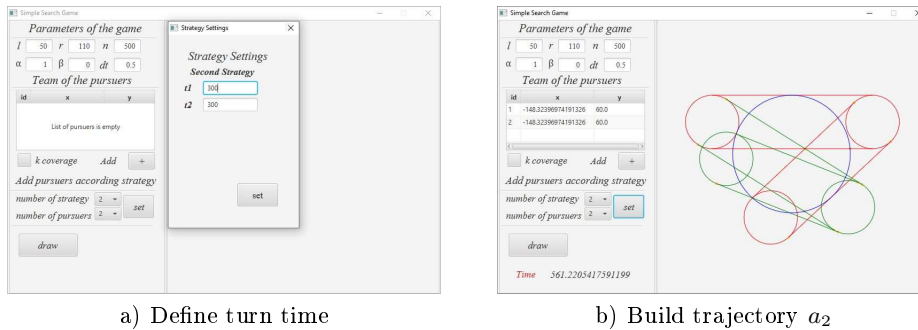 Simple Search Game
Parameters of the game
l 50 r 110 n 500
α 1 β 0 dt 0.5
Team of the pursuers
id x y
List of pursuers is empty
k coverage Add +
Add pursuers according strategy
number of strategy 2 set
number of pursuers 2
draw
Strategy Settings
Strategy Settings
Second Strategy
t1 300
t2 300
set
a) Define turn time
Simple Search Game
Parameters of the game
l 50 r 110 n 500
α 1 β 0 dt 0.5
Team of the pursuers
id x y
1 -148.32396974191326 60.0
2 -148.32396974191326 60.0
k coverage Add +
Add pursuers according strategy
number of strategy 2 set
number of pursuers 2
draw
Time 561.2205417591199
b) Build trajectory a₂